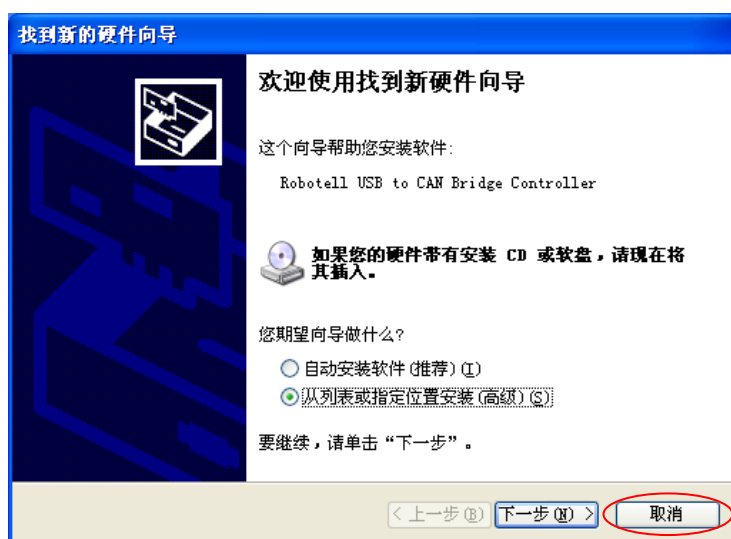 找到新的硬件向导
欢迎使用找到新硬件向导
这个向导帮助您安装软件:
Robotell USB to CAN Bridge Controller
如果您的硬件带有安装 CD 或软盘，请现在将
其插入。
您期望向导做什么?
自动安装软件(推荐)(I)
从列表或指定位置安装(高级)(S)
要继续，请单击“下一步”。
< 上一步(B) 下一步(N) > 取消